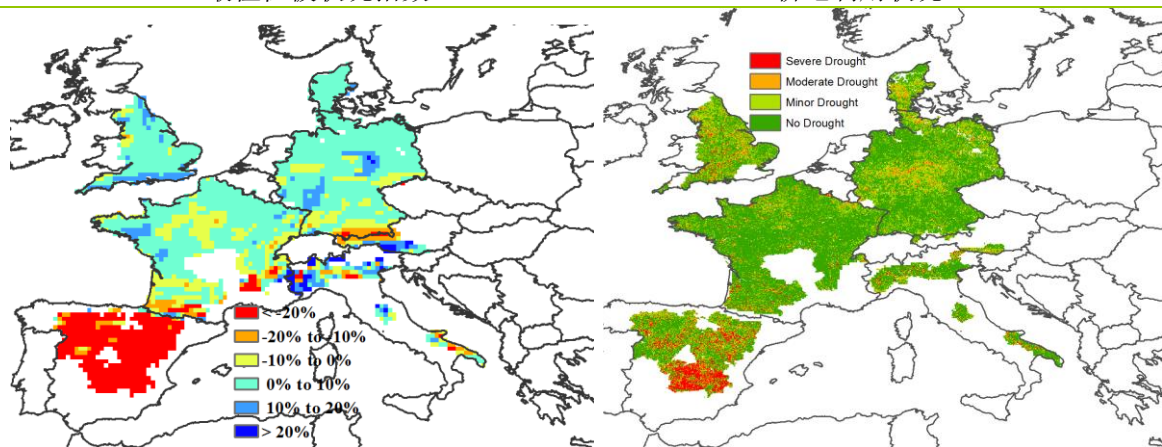 Severe Drought
Moderate Drought
Minor Drought
No Drought
< -20%
-20% to -10%
-10% to 0%
0% to 10%
10% to 20%
> 20%